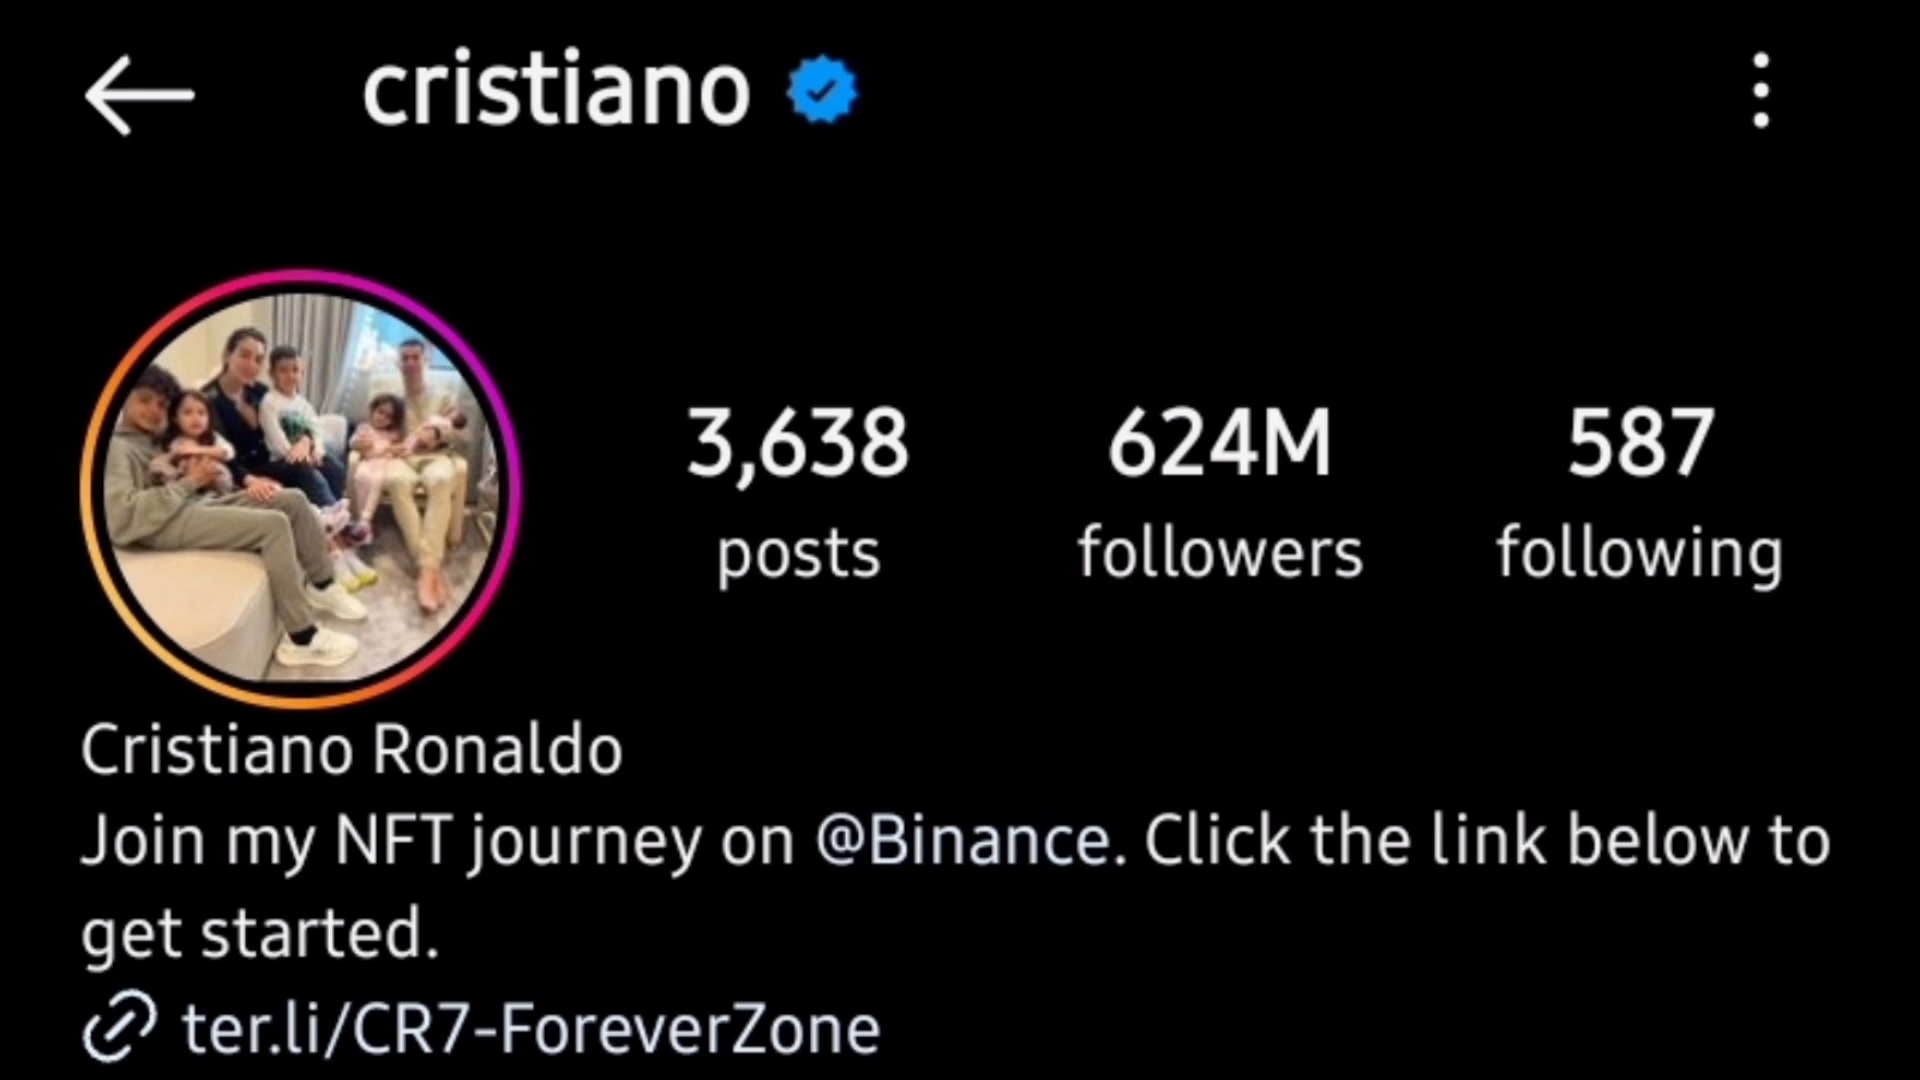 cristiano
3,638 624M 587
posts followers following
Cristiano Ronaldo
Join my NFT journey on @Binance. Click the link below to
get started.
ter.li/CR7-ForeverZone